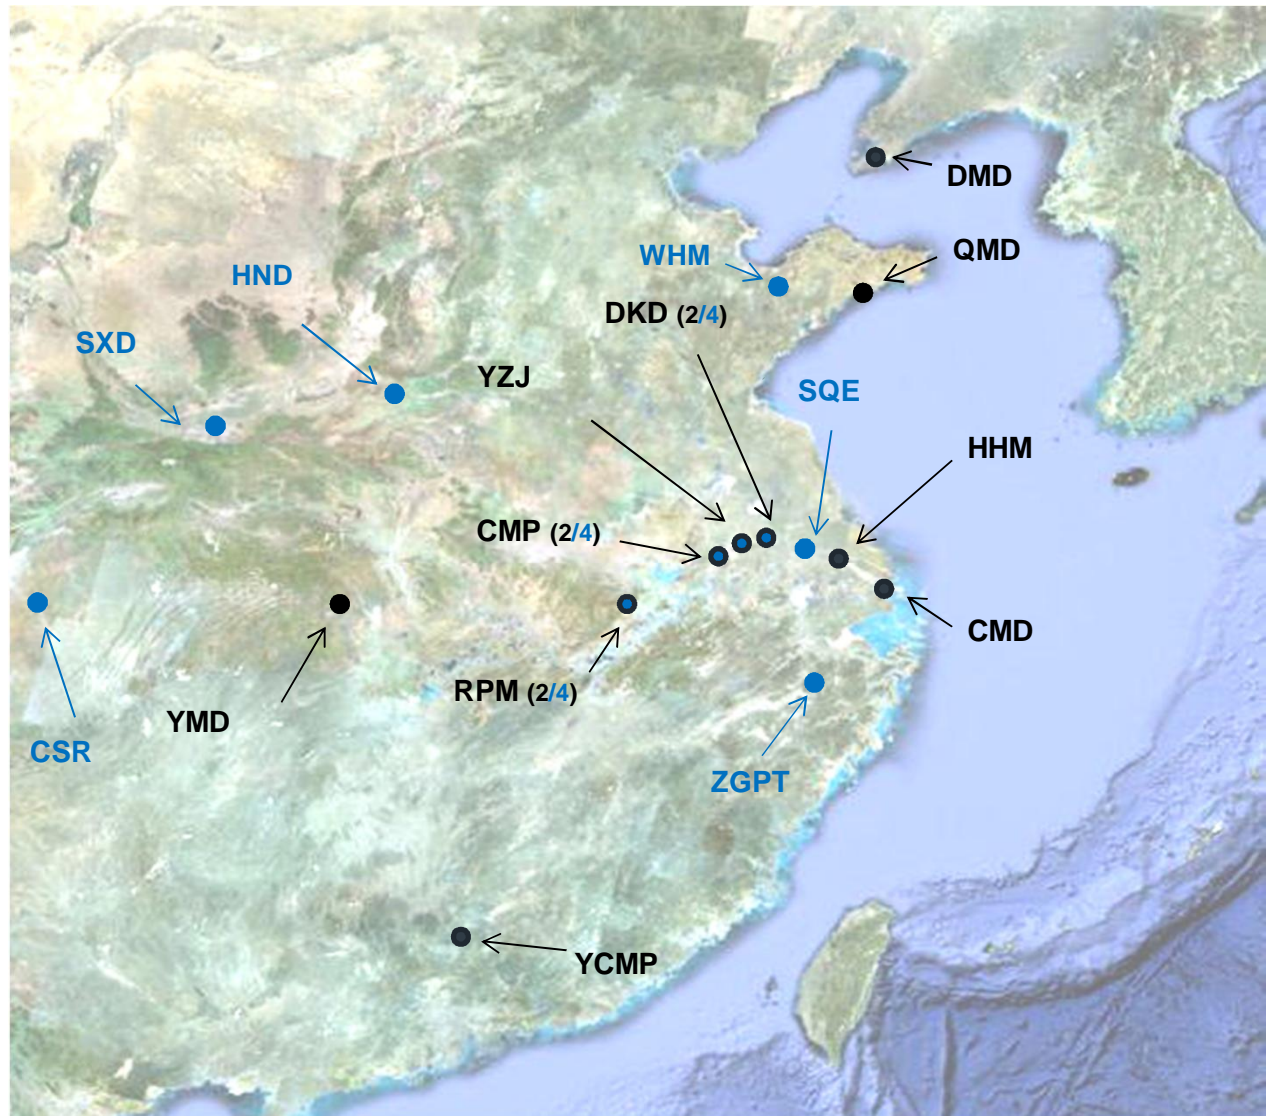 DMD
QMD
WHM
HND
DKD (2/4)
SXD
YZJ
SQE
HHM
CMP (2/4)
CMD
RPM (2/4)
YMD
CSR
ZGPT
YCMP